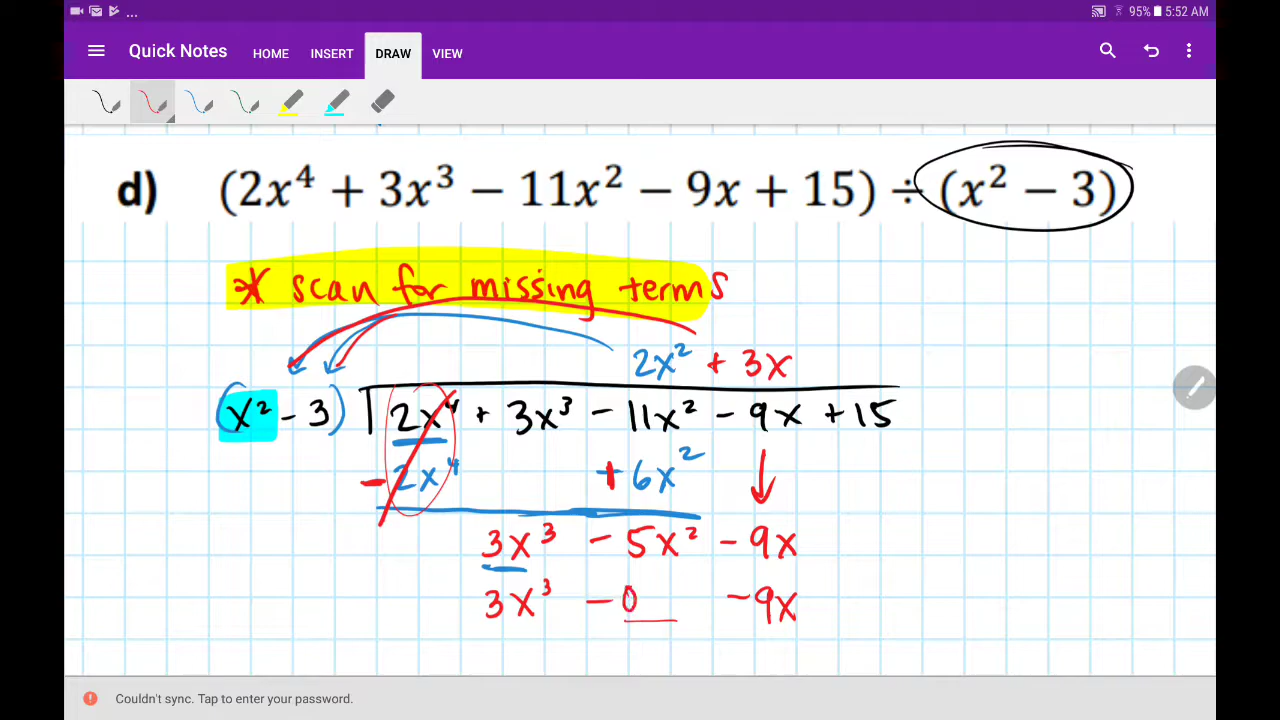 ... 95% 5:52 AM
Quick Notes HOME INSERT DRAW VIEW
d) (2x⁴ + 3x³ − 11x² − 9x + 15) ÷ (x² − 3)
* scan for missing terms
2x² + 3x
(x² - 3) 2x⁴ + 3x³ - 11x² - 9x + 15
- 2x⁴ + 6x²
3x³ - 5x² - 9x
3x³ - 0 - 9x
Couldn't sync. Tap to enter your password.